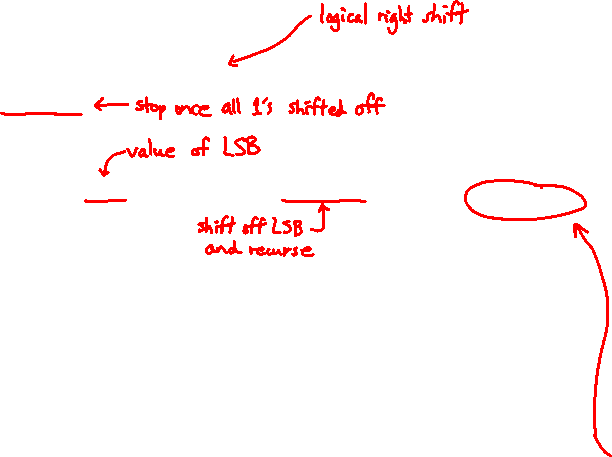 logical right shift
stop once all 1's shifted off
value of LSB
shift off LSB
and recurse